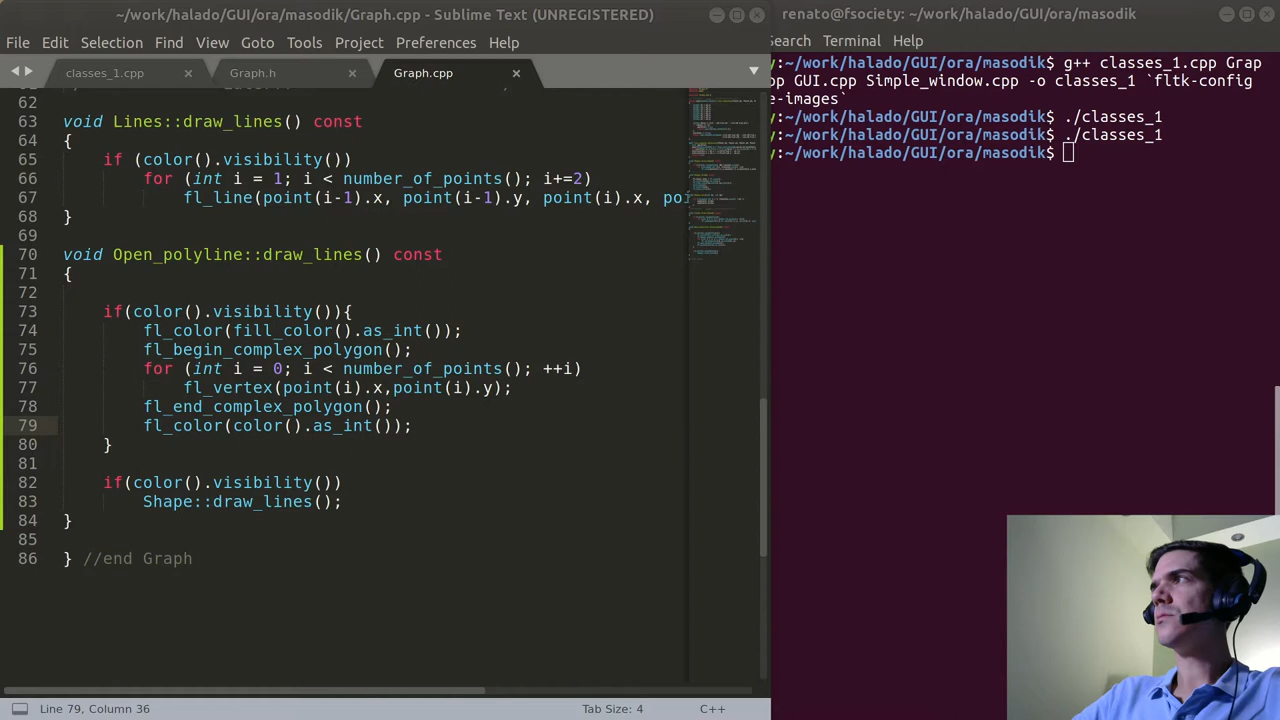 ~/work/halado/GUI/ora/masodik/Graph.cpp - Sublime Text (UNREGISTERED)
File Edit Selection Find View Goto Tools Project Preferences Help
classes_1.cpp × Graph.h × Graph.cpp ×
62
63 void Lines::draw_lines() const
64 {
65 if (color().visibility())
66 for (int i = 1; i < number_of_points(); i+=2)
67 fl_line(point(i-1).x, point(i-1).y, point(i).x, poi
68 }
69
70 void Open_polyline::draw_lines() const
71 {
72
73 if(color().visibility()){
74 fl_color(fill_color().as_int());
75 fl_begin_complex_polygon();
76 for (int i = 0; i < number_of_points(); ++i)
77 fl_vertex(point(i).x,point(i).y);
78 fl_end_complex_polygon();
79 fl_color(color().as_int());
80 }
81
82 if(color().visibility())
83 Shape::draw_lines();
84 }
85
86 } //end Graph
Line 79, Column 36 Tab Size: 4 C++
renato@fsociety: ~/work/halado/GUI/ora/masodik
Search Terminal Help
y:~/work/halado/GUI/ora/masodik$ g++ classes_1.cpp Grap
pp GUI.cpp Simple_window.cpp -o classes_1 `fltk-config
e-images`
y:~/work/halado/GUI/ora/masodik$ ./classes_1
y:~/work/halado/GUI/ora/masodik$ ./classes_1
y:~/work/halado/GUI/ora/masodik$